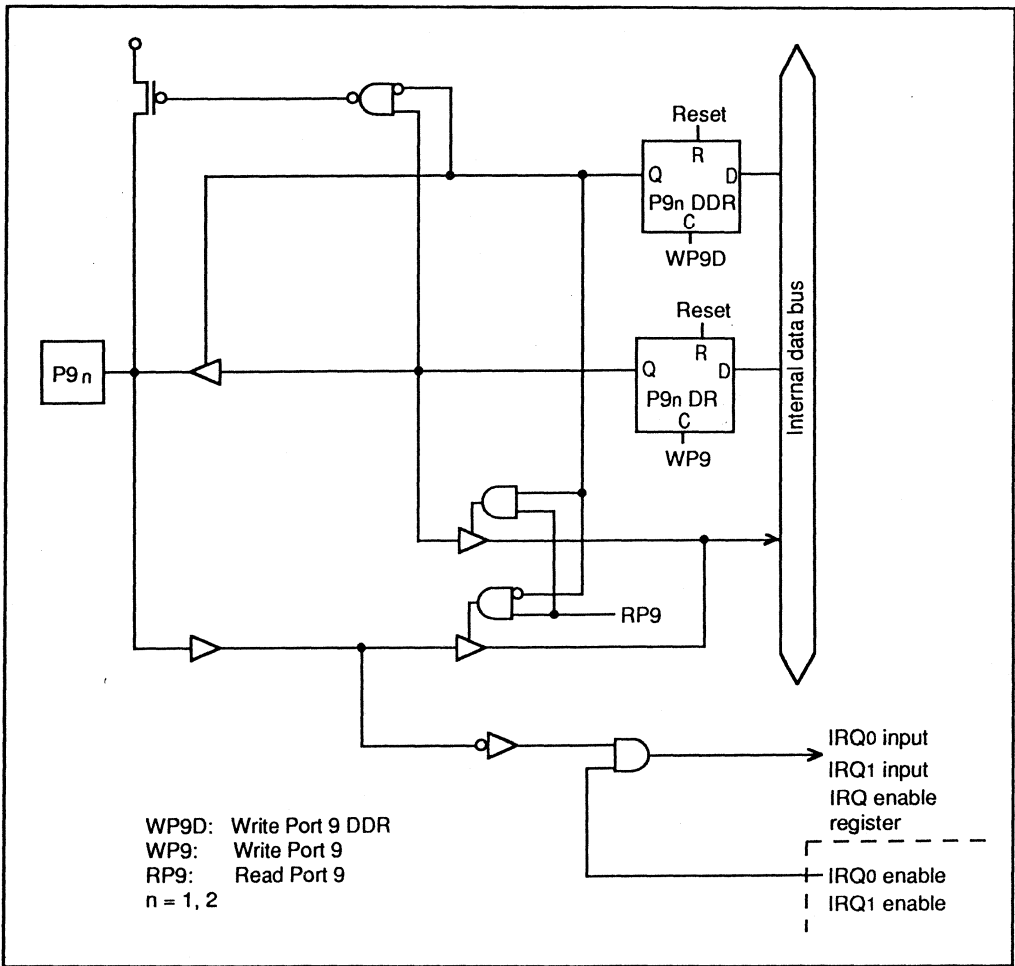 Reset
R
Q D
P9n DDR
C
WP9D
Reset
R
Q D
P9n DR
C
WP9
P9n
Internal data bus
RP9
IRQ0 input
IRQ1 input
IRQ enable
register
IRQ0 enable
IRQ1 enable
WP9D: Write Port 9 DDR
WP9: Write Port 9
RP9: Read Port 9
n = 1, 2